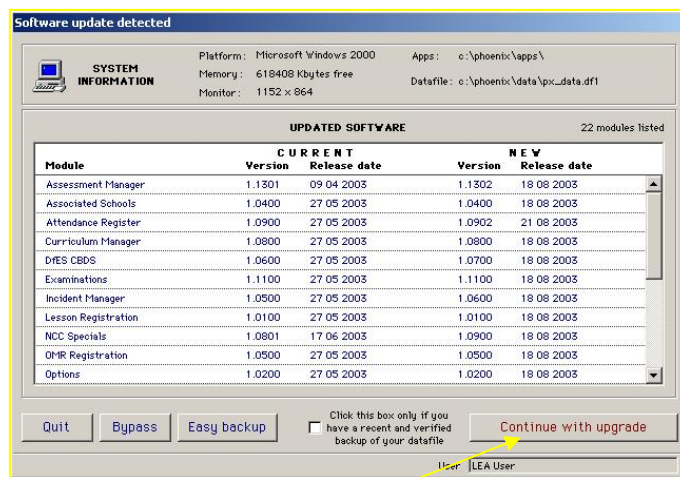 Software update detected
SYSTEM INFORMATION
Platform: Microsoft Windows 2000 Apps: c:\phoenix\apps\
Memory: 618408 Kbytes free Datafile: c:\phoenix\data\px_data.df1
Monitor: 1152 x 864
UPDATED SOFTWARE 22 modules listed
CURRENT NEW
Module Version Release date Version Release date
Assessment Manager 1.1301 09 04 2003 1.1302 18 08 2003
Associated Schools 1.0400 27 05 2003 1.0400 18 08 2003
Attendance Register 1.0900 27 05 2003 1.0902 21 08 2003
Curriculum Manager 1.0800 27 05 2003 1.0800 18 08 2003
DfES CBDS 1.0600 27 05 2003 1.0700 18 08 2003
Examinations 1.1100 27 05 2003 1.1100 18 08 2003
Incident Manager 1.0500 27 05 2003 1.0600 18 08 2003
Lesson Registration 1.0100 27 05 2003 1.0100 18 08 2003
NCC Specials 1.0801 17 06 2003 1.0900 18 08 2003
OMR Registration 1.0500 27 05 2003 1.0500 18 08 2003
Options 1.0200 27 05 2003 1.0200 18 08 2003
Quit Bypass Easy backup
Click this box only if you
have a recent and verified
backup of your datafile
Continue with upgrade
User LEA User